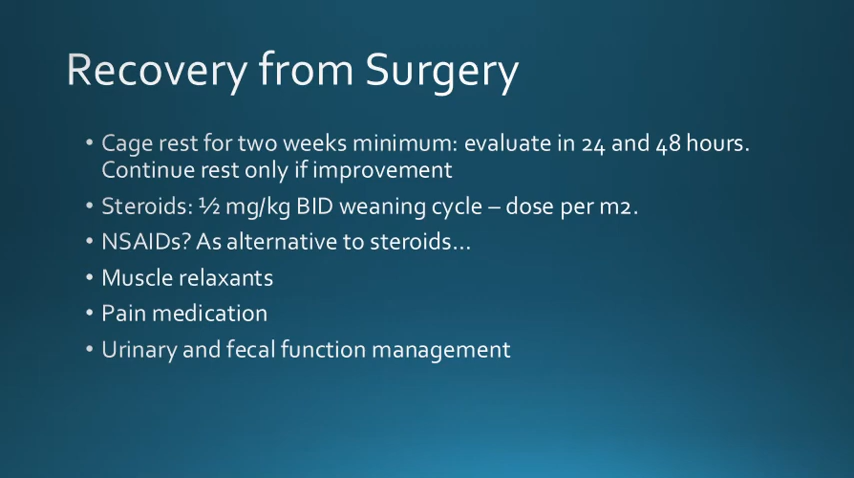 Recovery from Surgery
• Cage rest for two weeks minimum: evaluate in 24 and 48 hours.
Continue rest only if improvement
• Steroids: ½ mg/kg BID weaning cycle – dose per m2.
• NSAIDs? As alternative to steroids…
• Muscle relaxants
• Pain medication
• Urinary and fecal function management